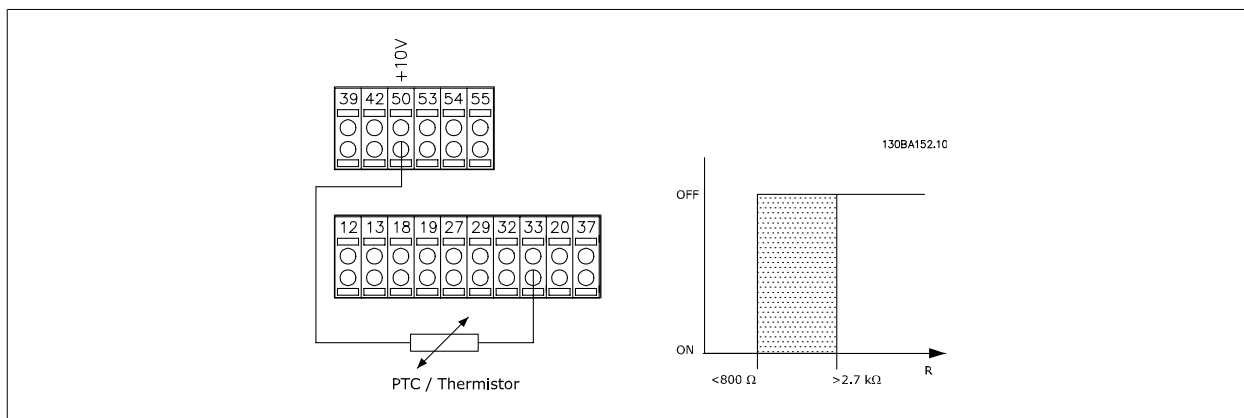 +10V
39 42 50 53 54 55
130BA152.10
OFF
12 13 18 19 27 29 32 33 20 37
ON
R
<800 Ω
>2.7 kΩ
PTC / Thermistor